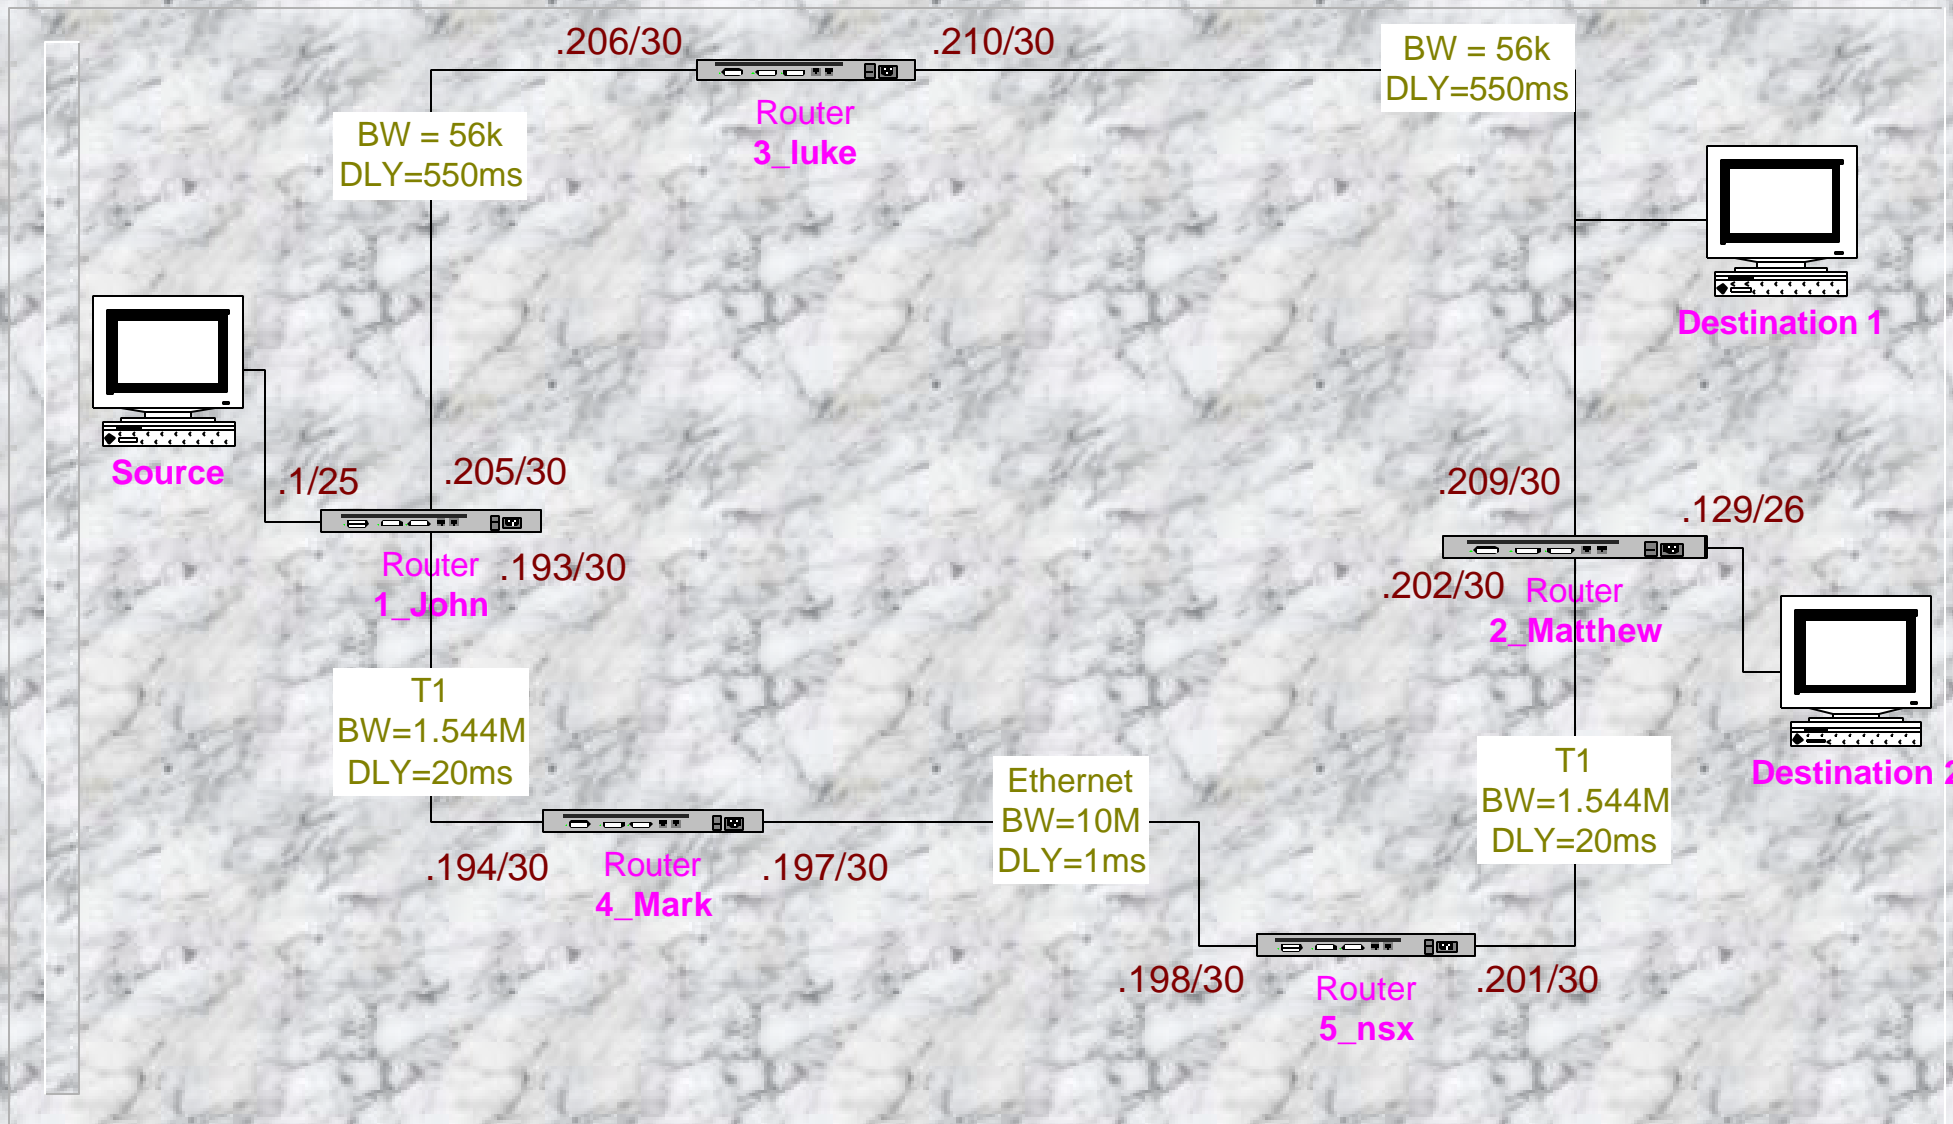 .206/30
.210/30
BW = 56k
DLY=550ms
Router
3_luke
BW = 56k
DLY=550ms
Destination 1
Source
.1/25
.205/30
.209/30
.129/26
Router
1_John
.193/30
.202/30
Router
2_Matthew
T1
BW=1.544M
DLY=20ms
Ethernet
BW=10M
DLY=1ms
T1
BW=1.544M
DLY=20ms
Destination 2
.194/30
Router
4_Mark
.197/30
.198/30
Router
5_nsx
.201/30